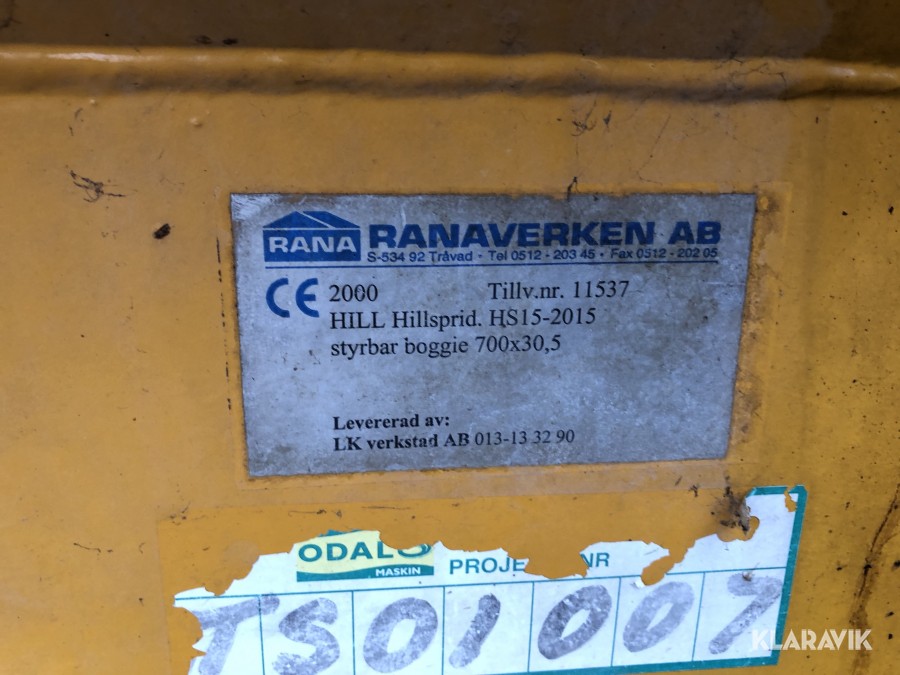 RANA RANAVERKEN AB
S-534 92 Tråvad • Tel 0512 - 203 45 • Fax 0512 - 202 05
CE 2000 Tillv.nr. 11537
HILL Hillsprid. HS15-2015
styrbar boggie 700x30,5
Levererad av:
LK verkstad AB 013-13 32 90
ODALS
MASKIN
NR
TS01007
KLARAVIK